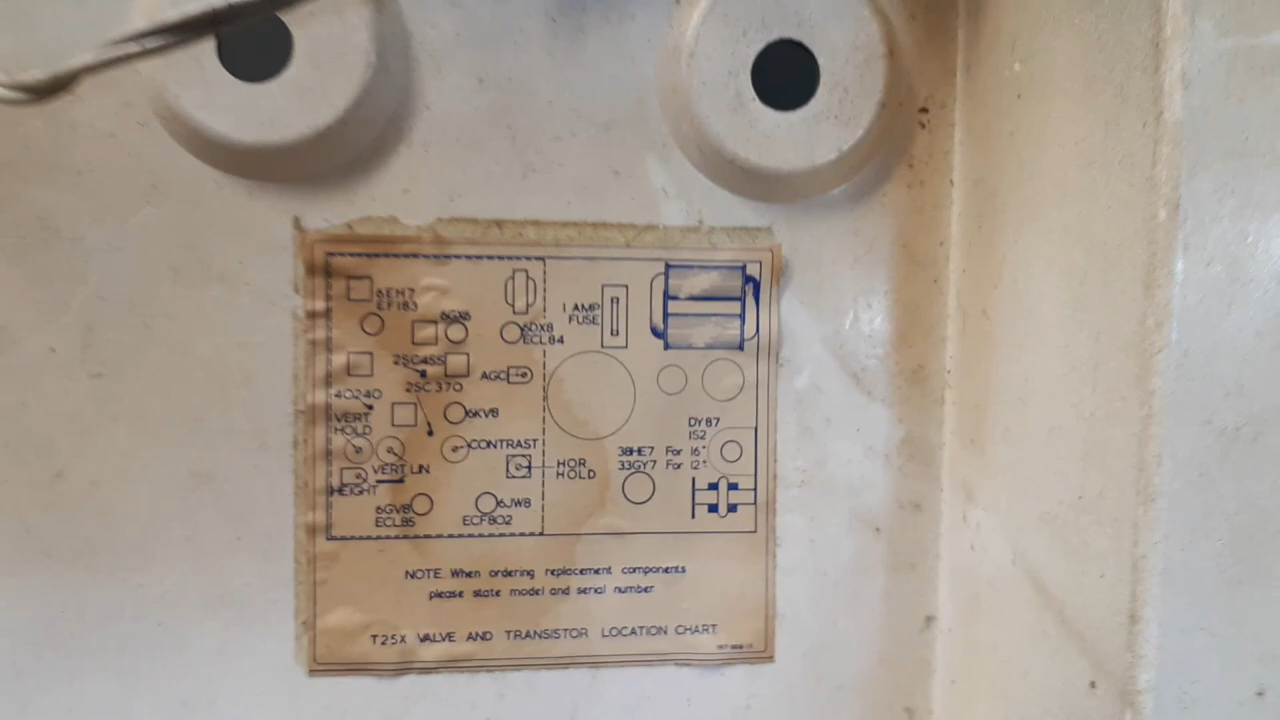 6EH7
EF183
6GX6
6DX8
ECL84
1 AMP
FUSE
2SC455
AGC
2SC370
40240
6KV8
VERT
HOLD
DY87
1S2
CONTRAST
38HE7 For 16"
33GY7 For 12"
HOR
HOLD
VERT LIN
HEIGHT
6GV8
ECL85
6JW8
ECF802
NOTE. When ordering replacement components
please state model and serial number
T25X VALVE AND TRANSISTOR LOCATION CHART